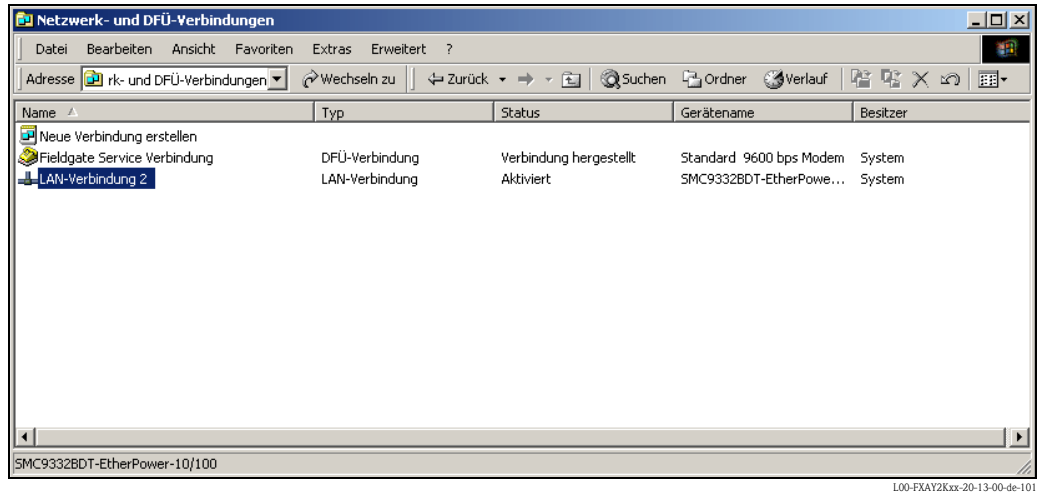 Netzwerk- und DFÜ-Verbindungen
Datei Bearbeiten Ansicht Favoriten Extras Erweitert ?
Adresse rk- und DFÜ-Verbindungen Wechseln zu Zurück Suchen Ordner Verlauf
Name Typ Status Gerätename Besitzer
Neue Verbindung erstellen
Fieldgate Service Verbindung DFÜ-Verbindung Verbindung hergestellt Standard 9600 bps Modem System
LAN-Verbindung 2 LAN-Verbindung Aktiviert SMC9332BDT-EtherPowe... System
SMC9332BDT-EtherPower-10/100
L00-FXAY2Kxx-20-13-00-de-101